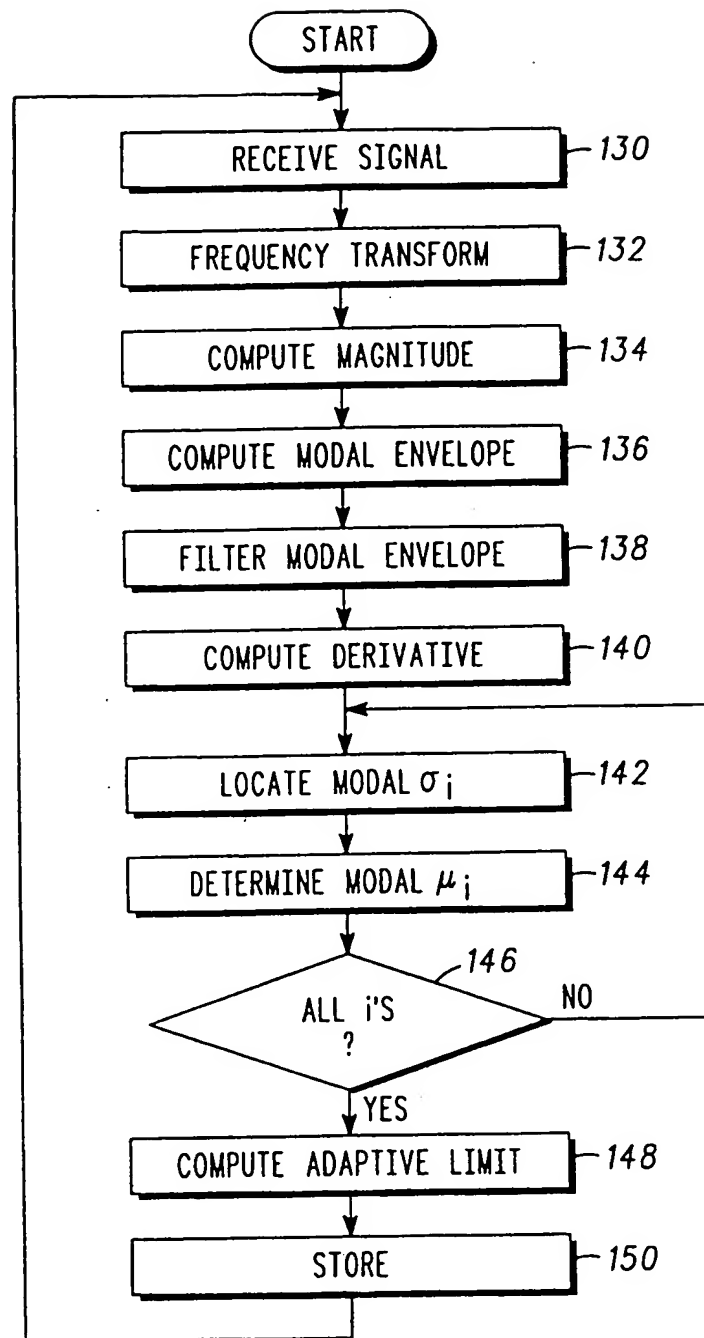 START
RECEIVE SIGNAL 130
FREQUENCY TRANSFORM 132
COMPUTE MAGNITUDE 134
COMPUTE MODAL ENVELOPE 136
FILTER MODAL ENVELOPE 138
COMPUTE DERIVATIVE 140
LOCATE MODAL σi 142
DETERMINE MODAL μi 144
146
ALL i'S
?
NO
YES
COMPUTE ADAPTIVE LIMIT 148
STORE 150